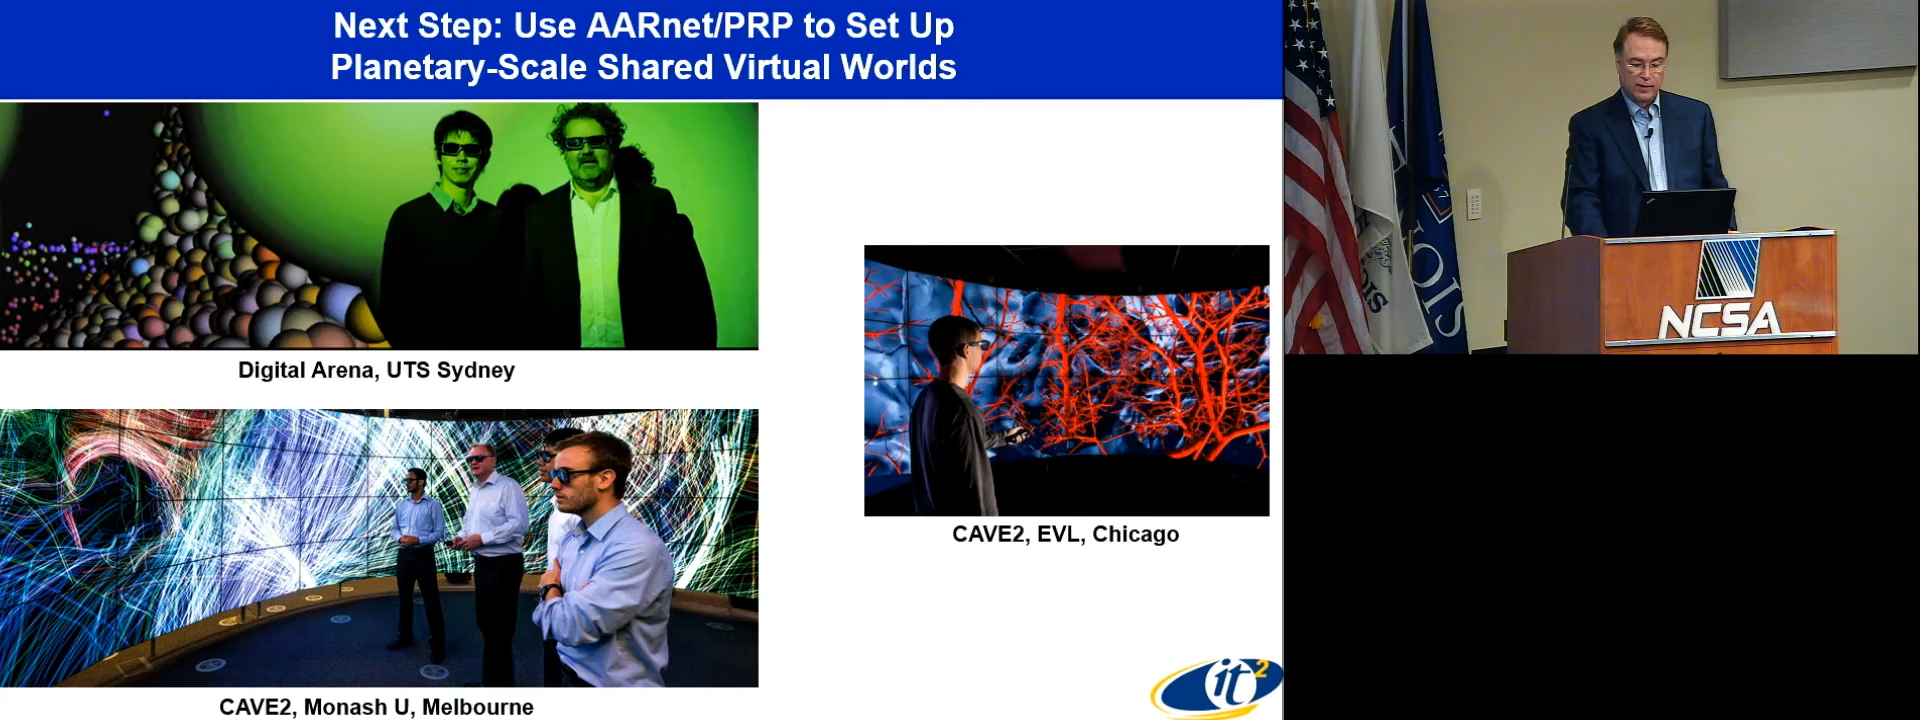 Next Step: Use AARnet/PRP to Set Up
Planetary-Scale Shared Virtual Worlds
Digital Arena, UTS Sydney
CAVE2, EVL, Chicago
CAVE2, Monash U, Melbourne
it2
NCSA